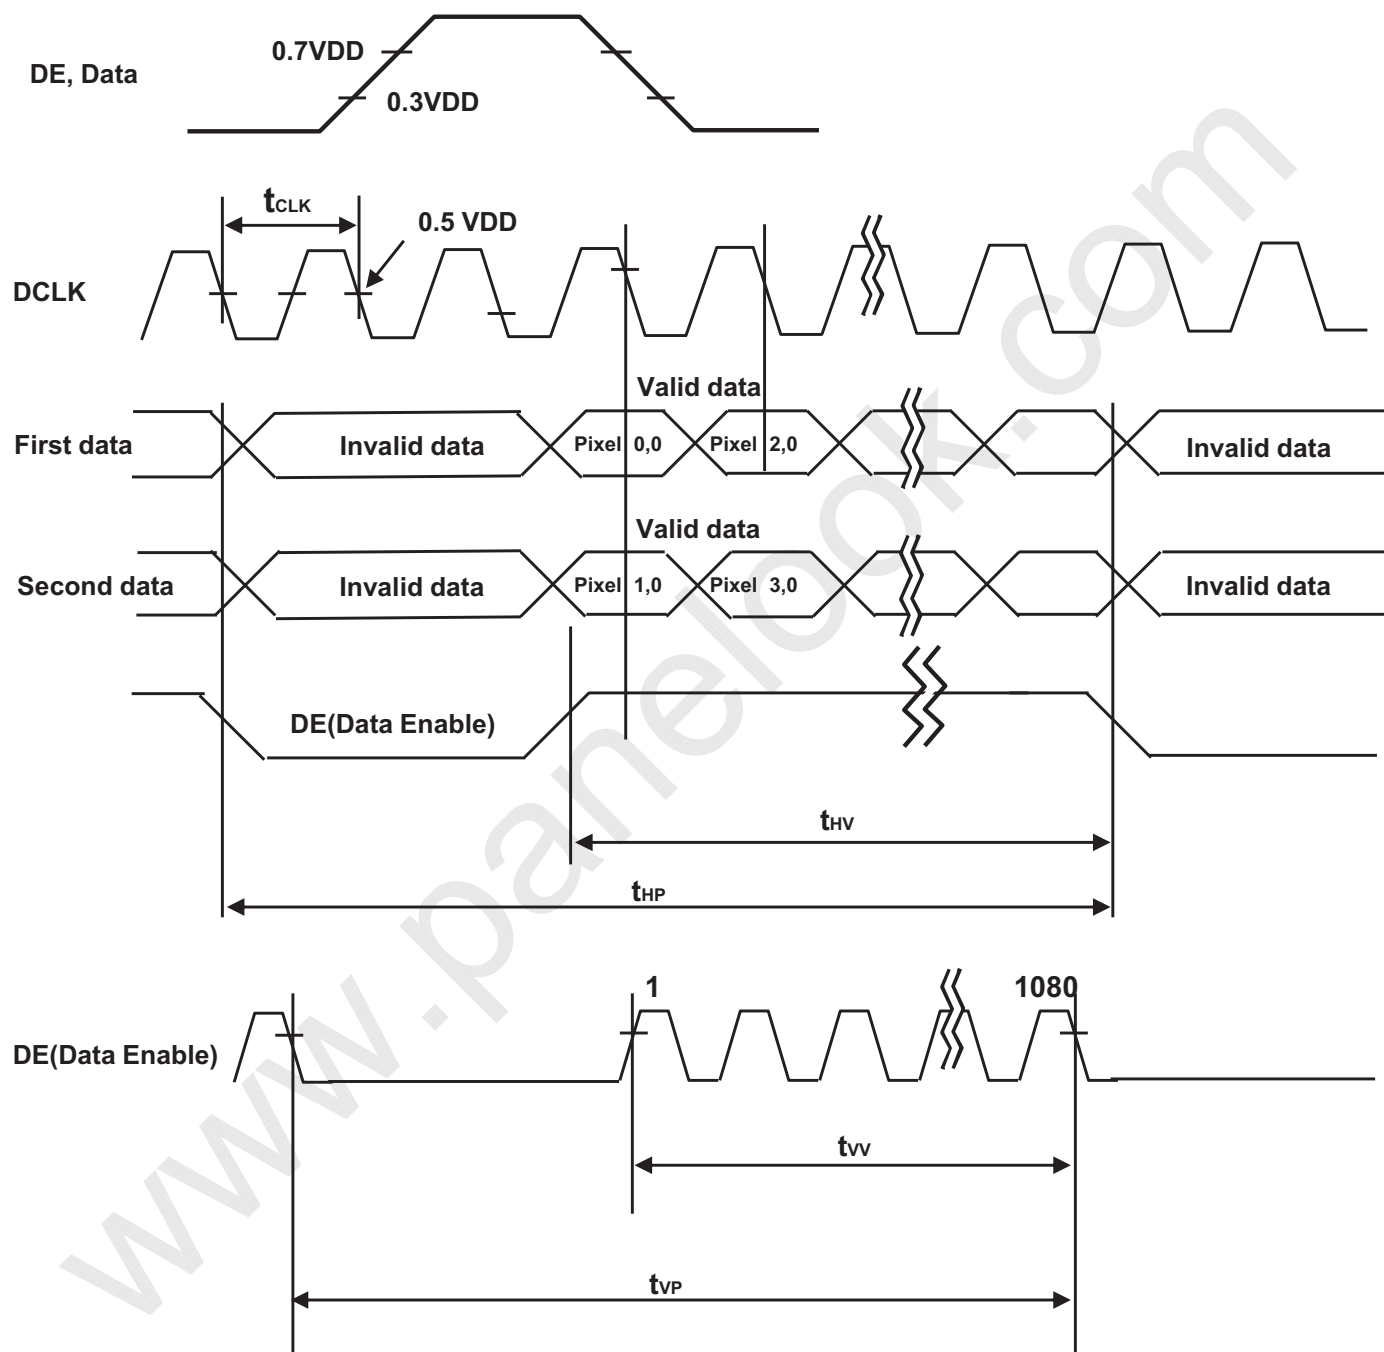 DE, Data
0.7VDD
0.3VDD
tCLK
0.5 VDD
DCLK
Valid data
First data
Invalid data
Pixel 0,0
Pixel 2,0
Invalid data
Valid data
Second data
Invalid data
Pixel 1,0
Pixel 3,0
Invalid data
DE(Data Enable)
tHV
tHP
1
1080
DE(Data Enable)
tVV
tVP
www.panelook.com